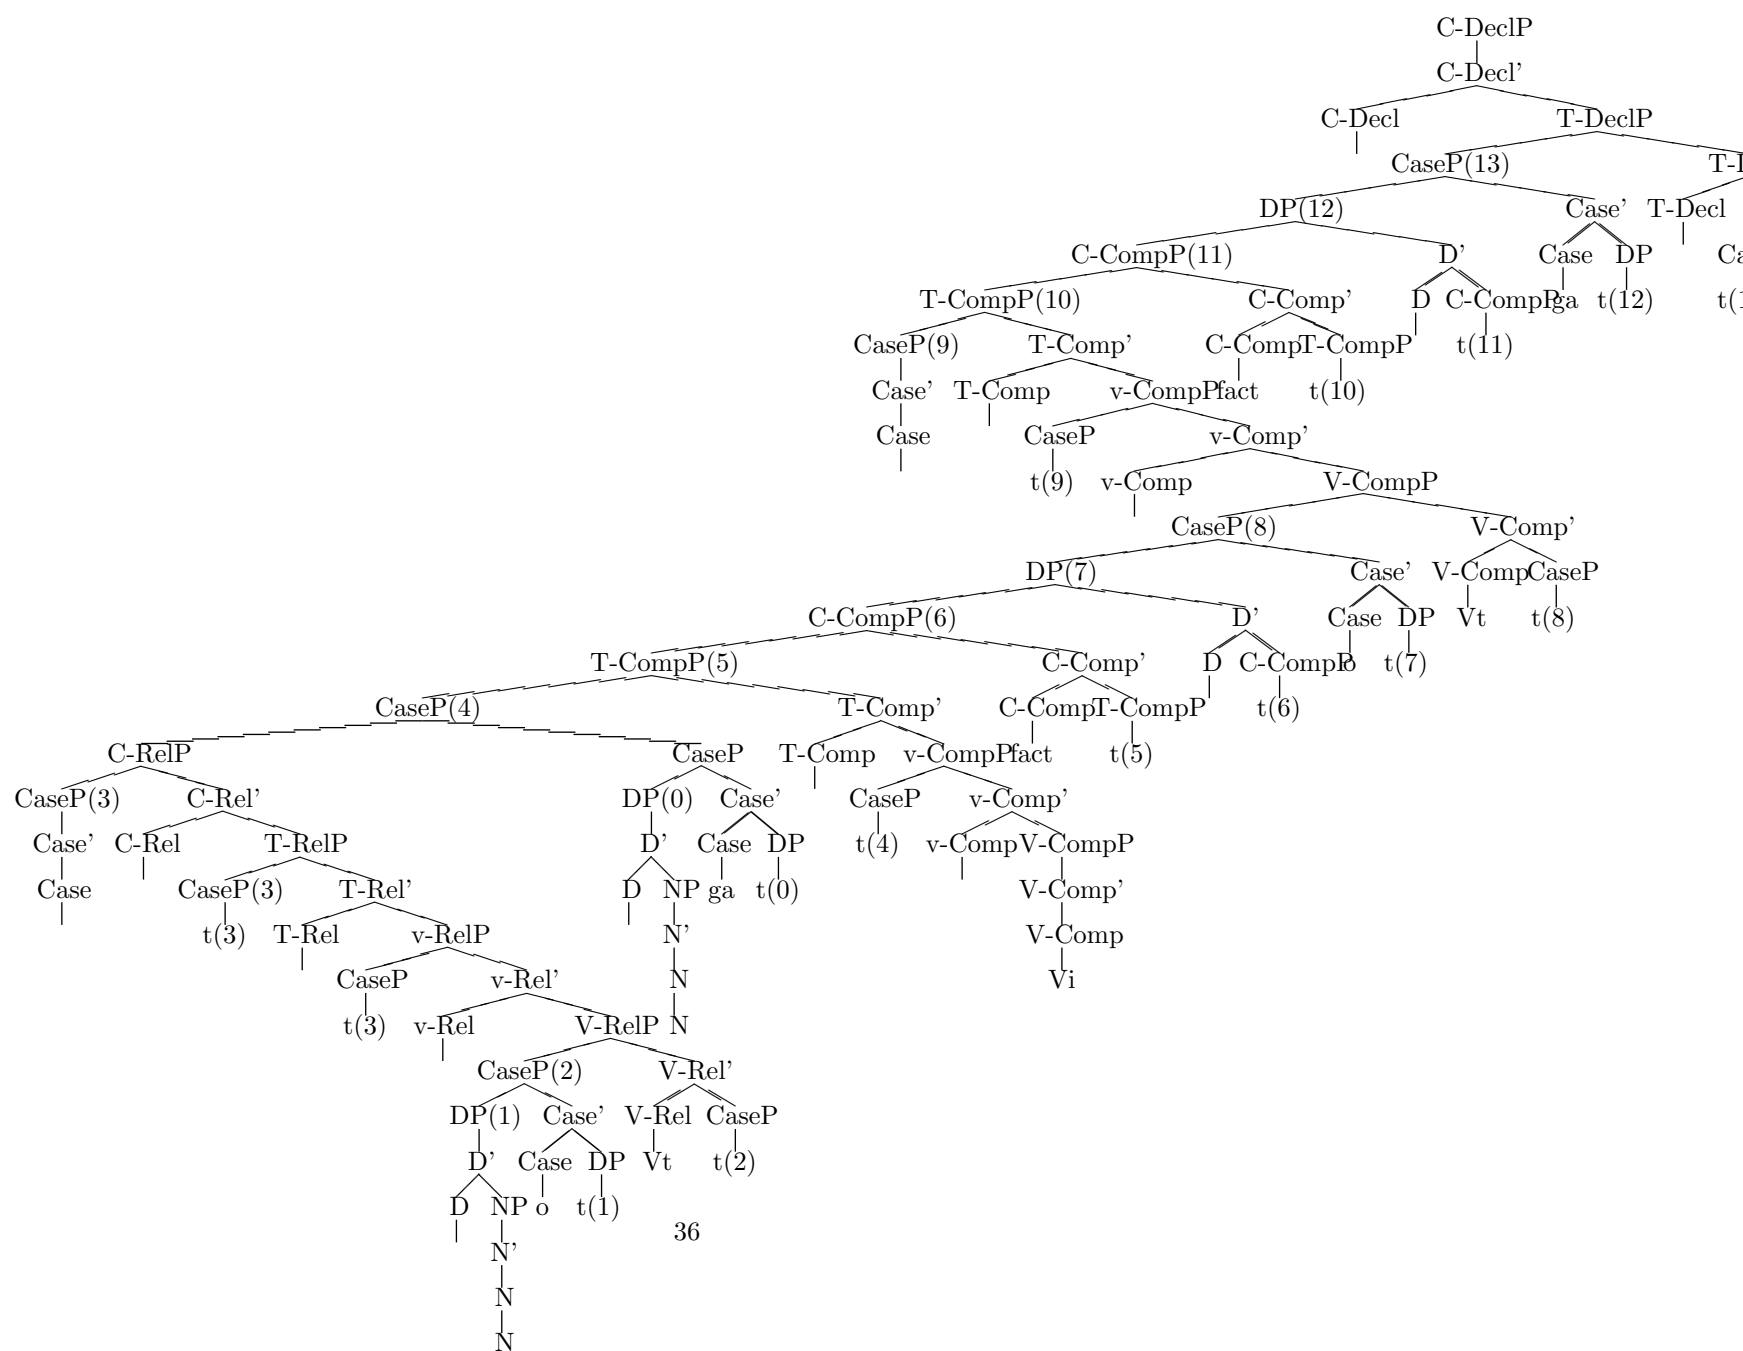 C-DeclP
C-Decl'
C-Decl T-DeclP
CaseP(13)
DP(12) Case' T-Decl
C-CompP(11) D' Case DP
T-CompP(10) C-Comp' D C-CompP ga t(12)
CaseP(9) T-Comp' C-Comp T-CompP t(11)
Case' T-Comp v-CompP fact t(10)
Case CaseP v-Comp'
t(9) v-Comp V-CompP
CaseP(8) V-Comp'
DP(7) Case' V-Comp CaseP
C-CompP(6) D' Case DP Vt t(8)
T-CompP(5) C-Comp' D C-CompP o t(7)
CaseP(4) T-Comp' C-Comp T-CompP t(6)
C-RelP CaseP T-Comp v-CompP fact t(5)
CaseP(3) C-Rel' DP(0) Case' CaseP v-Comp'
Case' C-Rel T-RelP D' Case DP t(4) v-Comp V-CompP
Case CaseP(3) T-Rel' D NP ga t(0) V-Comp'
t(3) T-Rel v-RelP N' V-Comp
CaseP v-Rel' N Vi
t(3) v-Rel V-RelP N
CaseP(2) V-Rel'
DP(1) Case' V-Rel CaseP
D' Case DP Vt t(2)
D NP o t(1)
36
N'
N
N